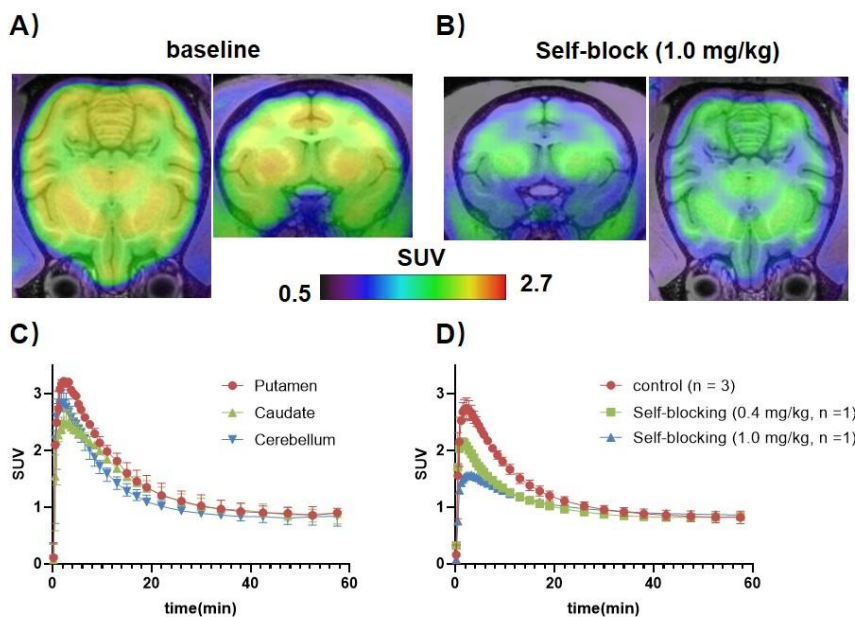 A)
baseline
B)
Self-block (1.0 mg/kg)
SUV
0.5
2.7
C)
3
2
1
0
SUV
0
20
40
60
time(min)
Putamen
Caudate
Cerebellum
D)
3
2
1
0
SUV
0
20
40
60
time(min)
control (n = 3)
Self-blocking (0.4 mg/kg, n =1)
Self-blocking (1.0 mg/kg, n =1)